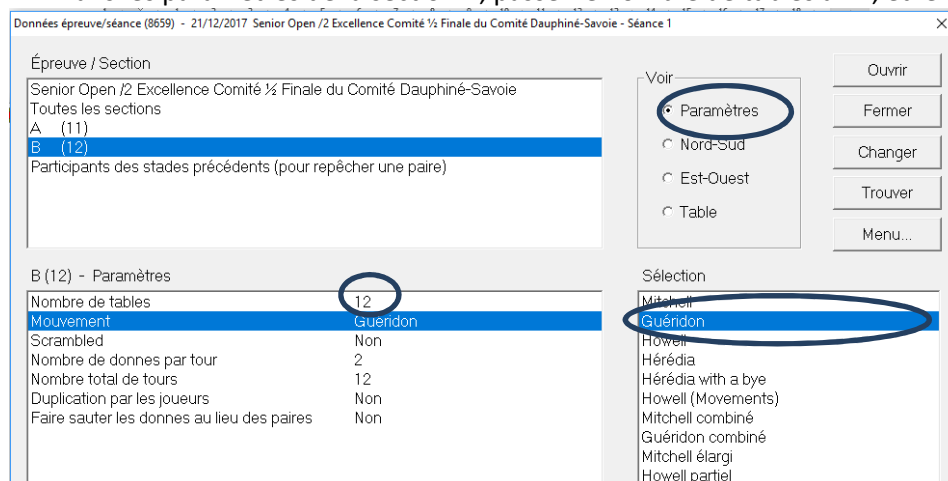 Données épreuve/séance (8659) - 21/12/2017 Senior Open /2 Excellence Comité ½ Finale du Comité Dauphiné-Savoie - Séance 1
Épreuve / Section
Senior Open /2 Excellence Comité ½ Finale du Comité Dauphiné-Savoie
Toutes les sections
A (11)
B (12)
Participants des stades précédents (pour repêcher une paire)
Voir
Paramètres
Nord-Sud
Est-Ouest
Table
Ouvrir
Fermer
Changer
Trouver
Menu...
B (12) - Paramètres
Nombre de tables 12
Mouvement Guéridon
Scrambled Non
Nombre de donnes par tour 2
Nombre total de tours 12
Duplication par les joueurs Non
Faire sauter les donnes au lieu des paires Non
Sélection
Mitchell
Guéridon
Howell
Hérédia
Hérédia with a bye
Howell (Movements)
Mitchell combiné
Guéridon combiné
Mitchell élargi
Howell partiel